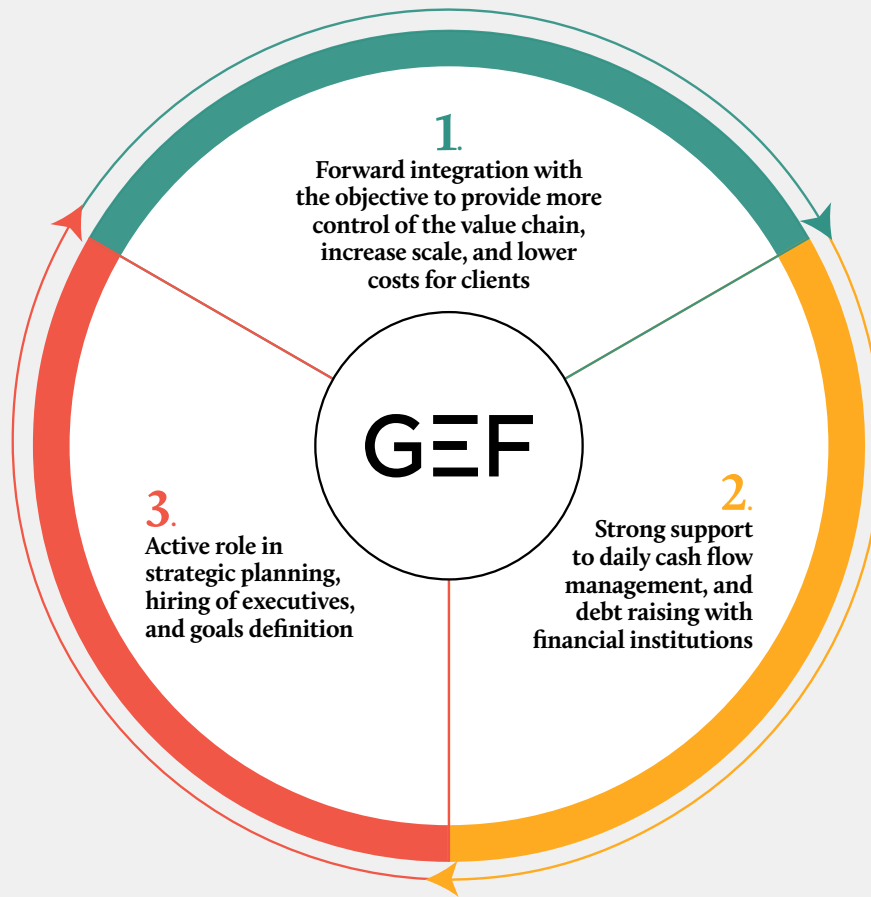 1.
Forward integration with
the objective to provide more
control of the value chain,
increase scale, and lower
costs for clients
GEF
2.
Strong support
to daily cash flow
management, and
debt raising with
financial institutions
3.
Active role in
strategic planning,
hiring of executives,
and goals definition